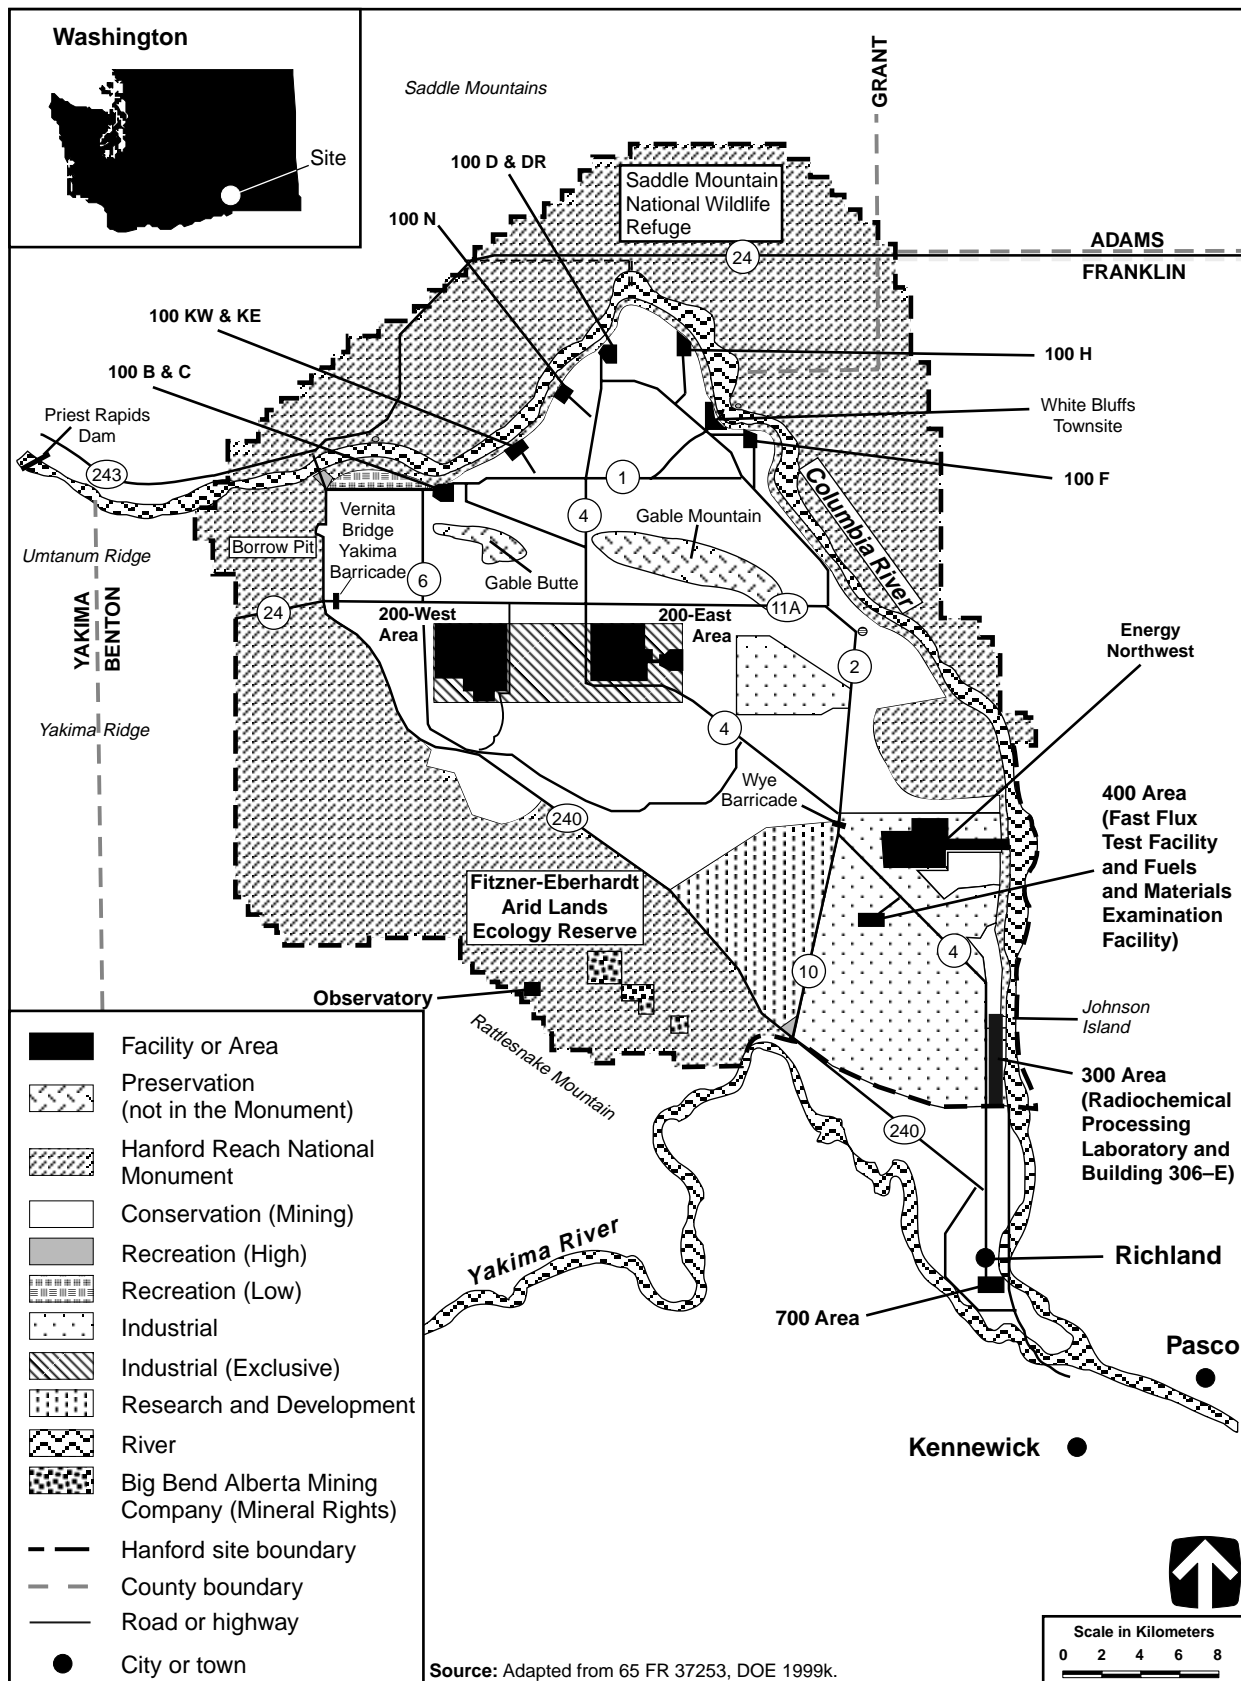 Washington
Site
Saddle Mountains
GRANT
100 D & DR
Saddle Mountain
National Wildlife
Refuge
100 N
24
ADAMS
FRANKLIN
100 KW & KE
100 H
100 B & C
White Bluffs
Townsite
Priest Rapids
Dam
243
100 F
1
Columbia River
4
Vernita
Bridge
Yakima
Barricade
Gable Mountain
Umtanum Ridge
Borrow Pit
Gable Butte
6
24
11A
YAKIMA
BENTON
200-West
Area
200-East
Area
Energy
Northwest
2
Yakima Ridge
4
Wye
Barricade
240
400 Area
(Fast Flux
Test Facility
and Fuels
and Materials
Examination
Facility)
Fitzner-Eberhardt
Arid Lands
Ecology Reserve
4
10
Observatory
Rattlesnake Mountain
Johnson
Island
300 Area
(Radiochemical
Processing
Laboratory and
Building 306–E)
240
Yakima River
Richland
700 Area
Pasco
Kennewick
Facility or Area
Preservation
(not in the Monument)
Hanford Reach National
Monument
Conservation (Mining)
Recreation (High)
Recreation (Low)
Industrial
Industrial (Exclusive)
Research and Development
River
Big Bend Alberta Mining
Company (Mineral Rights)
Hanford site boundary
County boundary
Road or highway
City or town
Source: Adapted from 65 FR 37253, DOE 1999k.
Scale in Kilometers
0 2 4 6 8